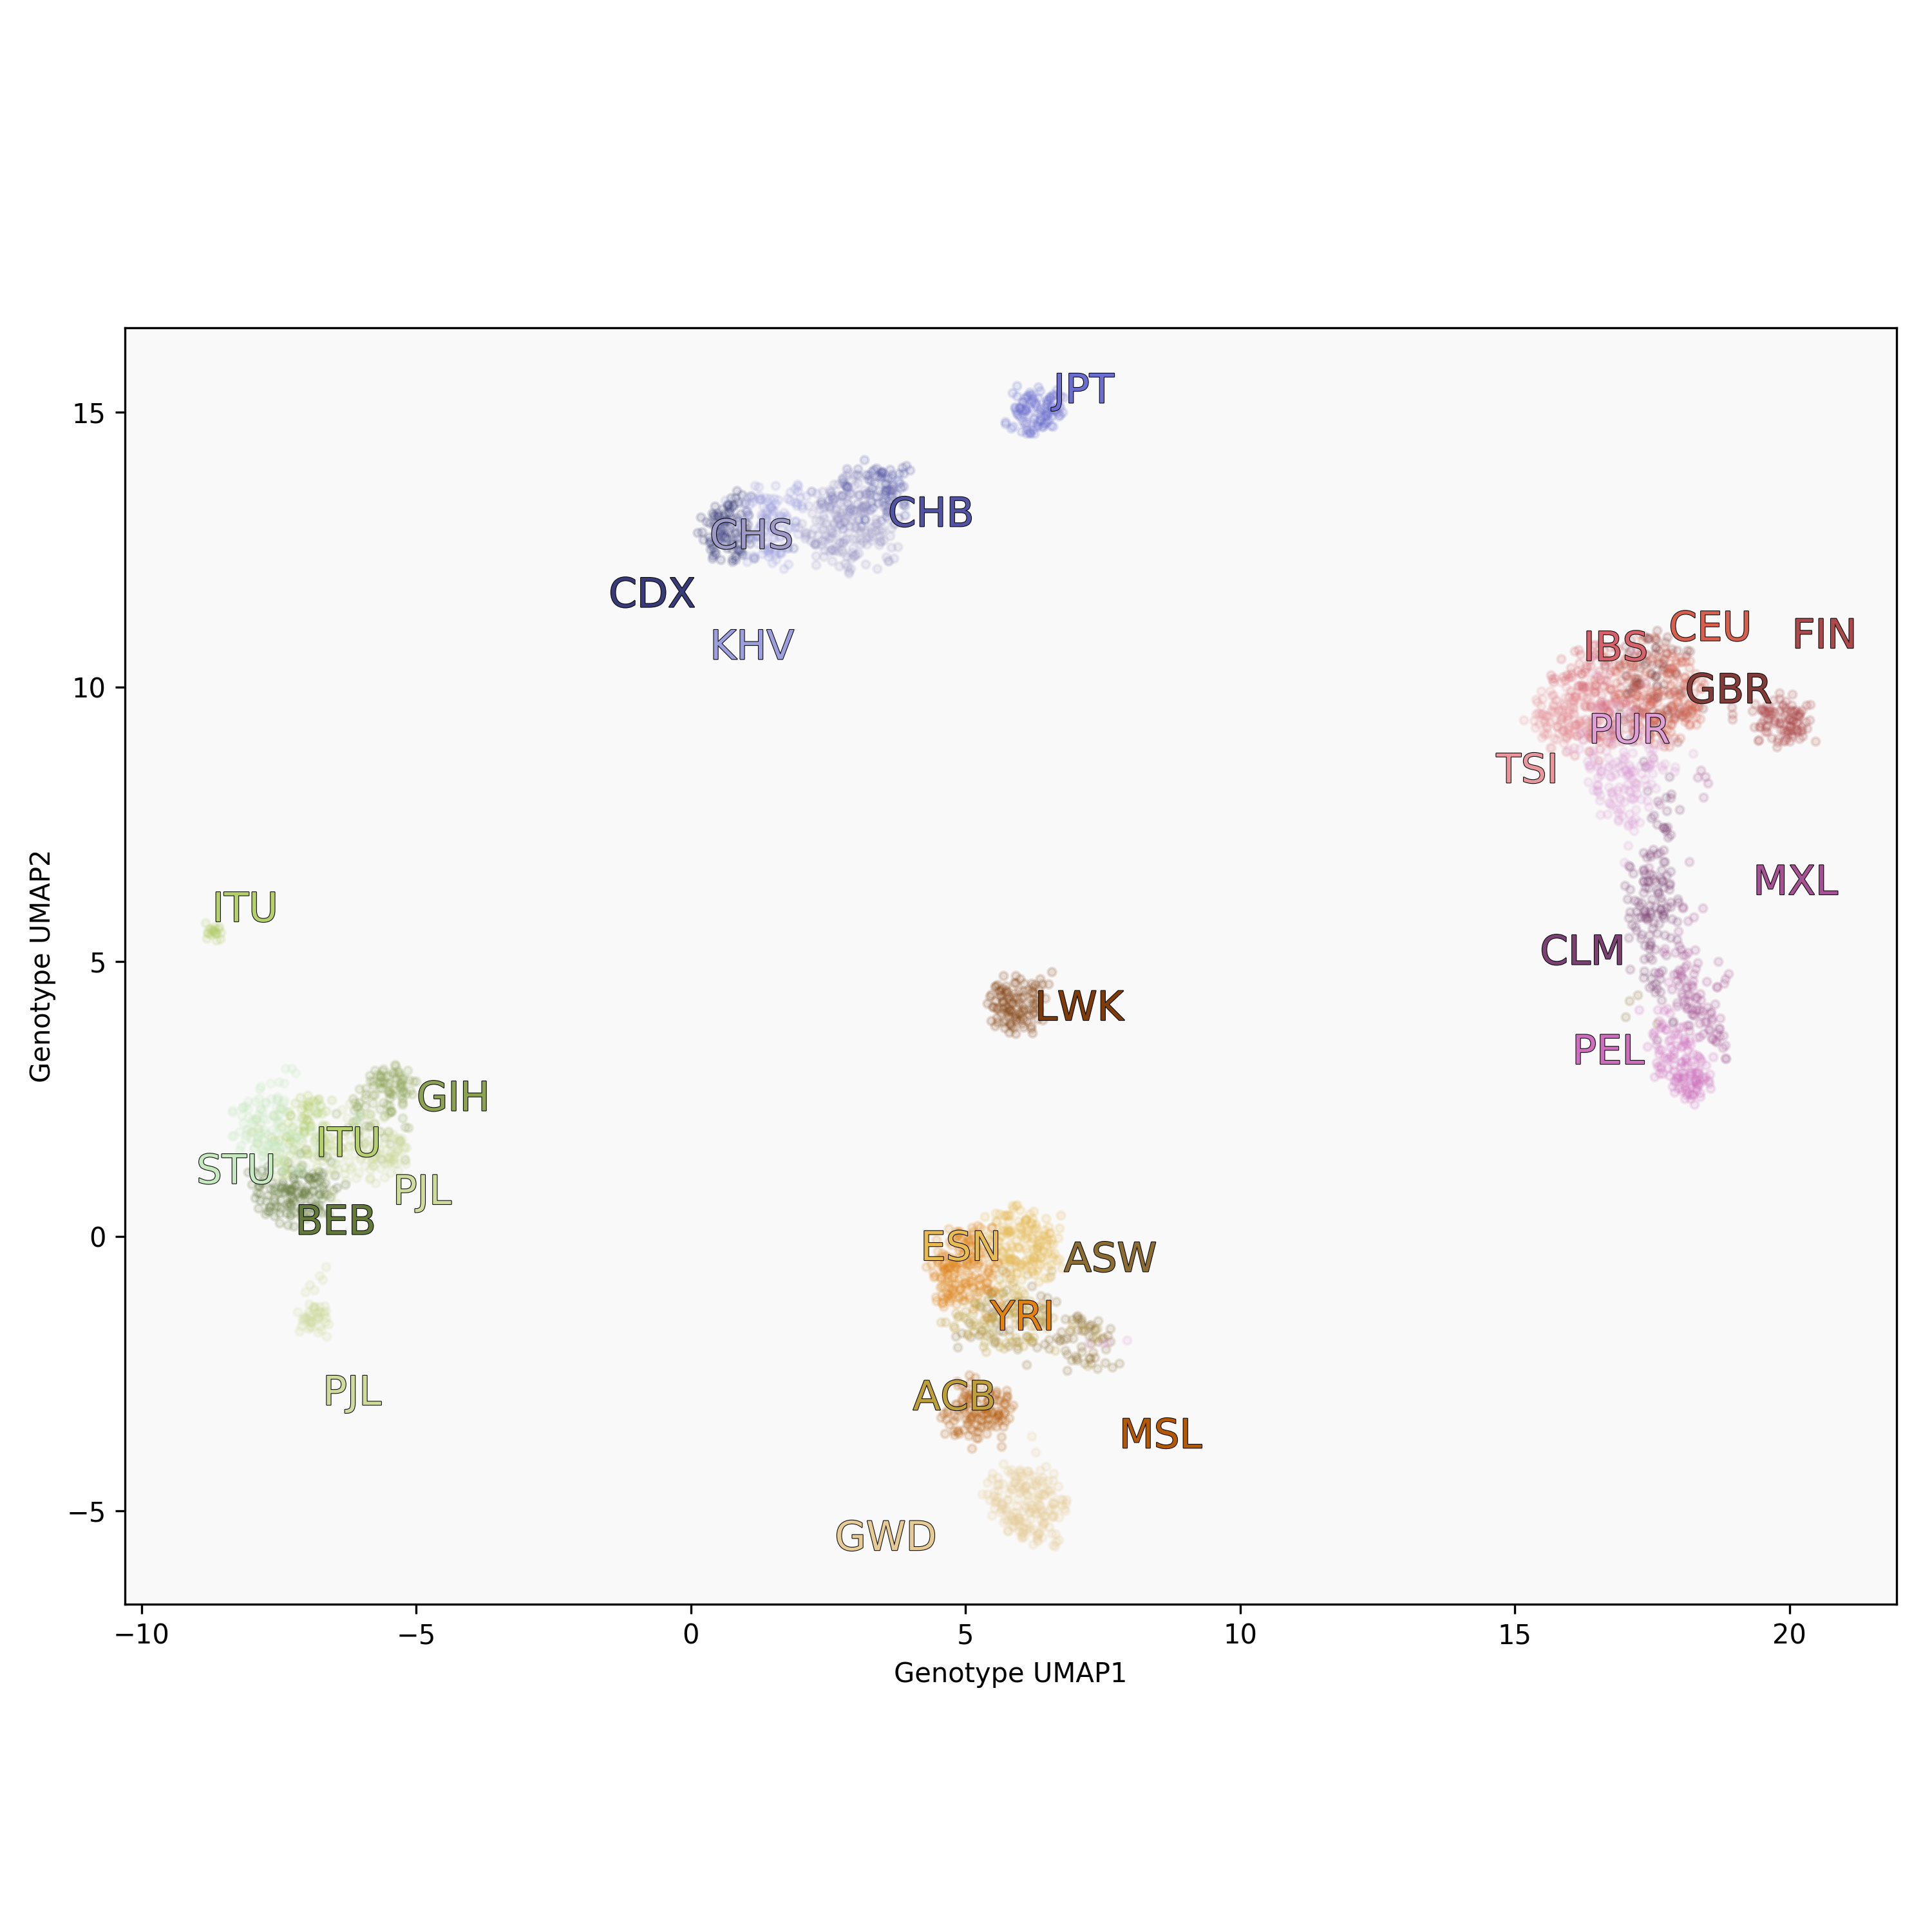 JPT
15
CHB
CHS
CDX
CEU
FIN
KHV
IBS
10
GBR
PUR
TSI
MXL
ITU
CLM
5
LWK
PEL
GIH
ITU
STU
PJL
BEB
0
ESN
ASW
YRI
PJL
ACB
MSL
−5
GWD
−10
−5
0
5
10
15
20
Genotype UMAP1
Genotype UMAP2